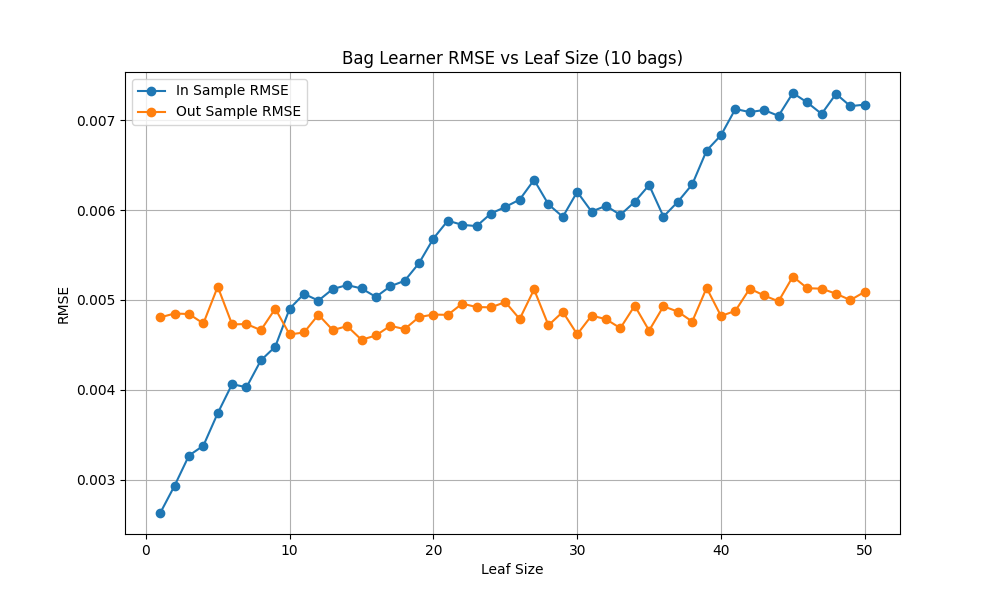 Bag Learner RMSE vs Leaf Size (10 bags)
In Sample RMSE
Out Sample RMSE
RMSE
0.007
0.006
0.005
0.004
0.003
0 10 20 30 40 50
Leaf Size